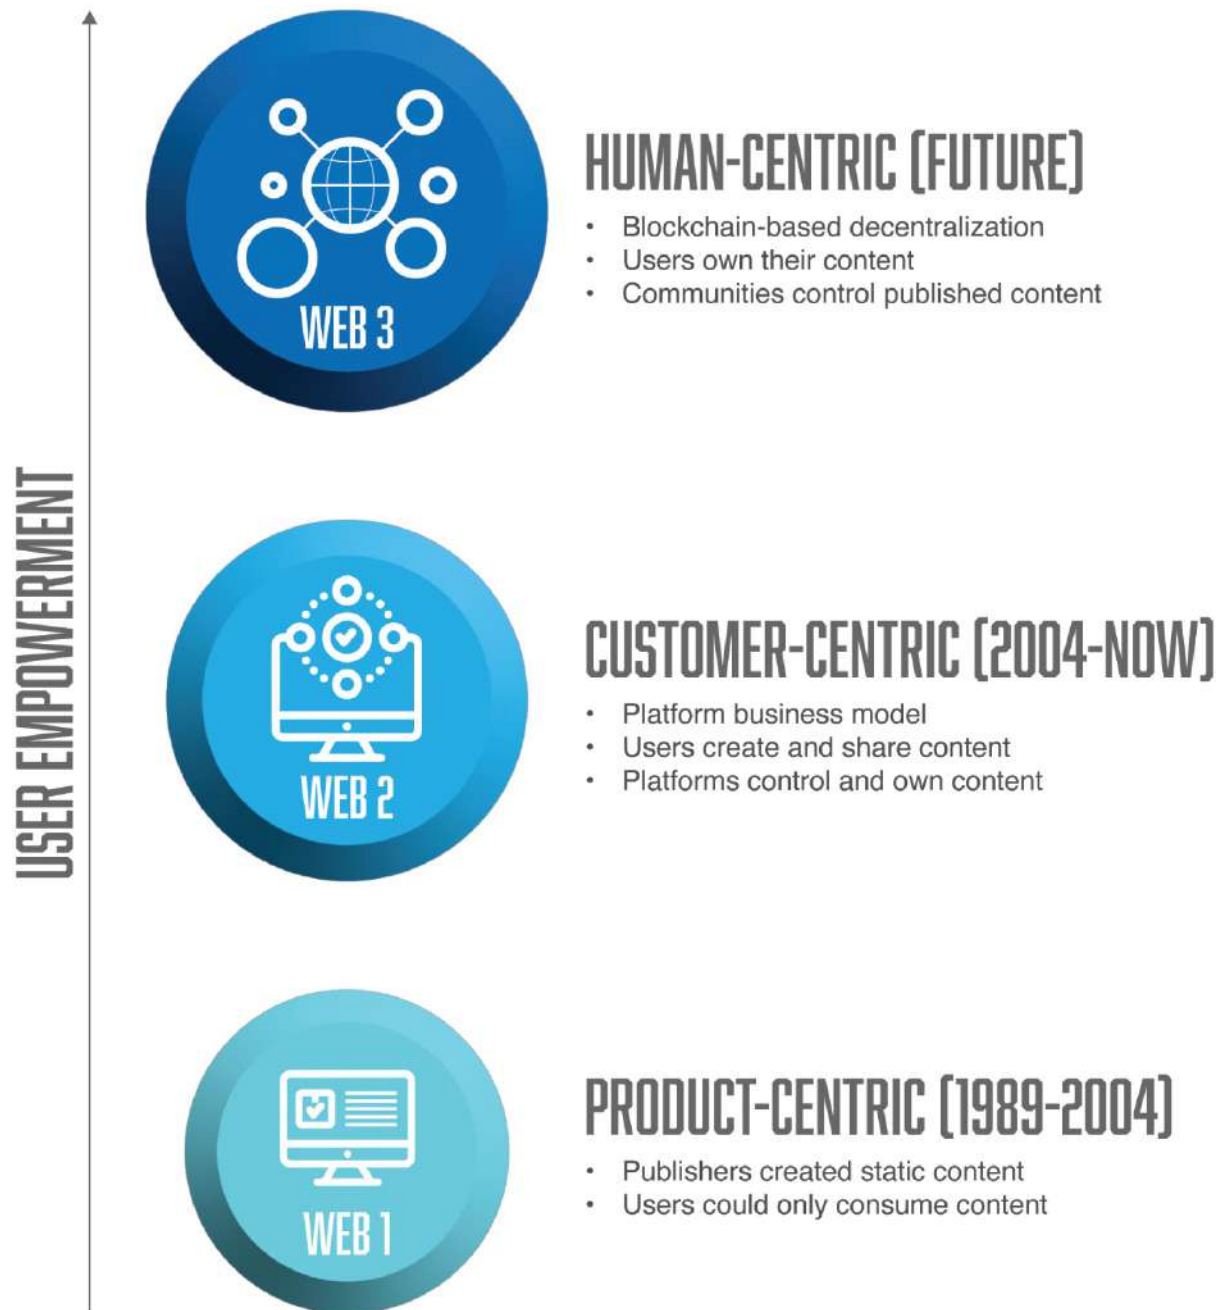 USER EMPOWERMENT
WEB 3
HUMAN-CENTRIC (FUTURE)
• Blockchain-based decentralization
• Users own their content
• Communities control published content
WEB 2
CUSTOMER-CENTRIC (2004-NOW)
• Platform business model
• Users create and share content
• Platforms control and own content
WEB 1
PRODUCT-CENTRIC (1989-2004)
• Publishers created static content
• Users could only consume content